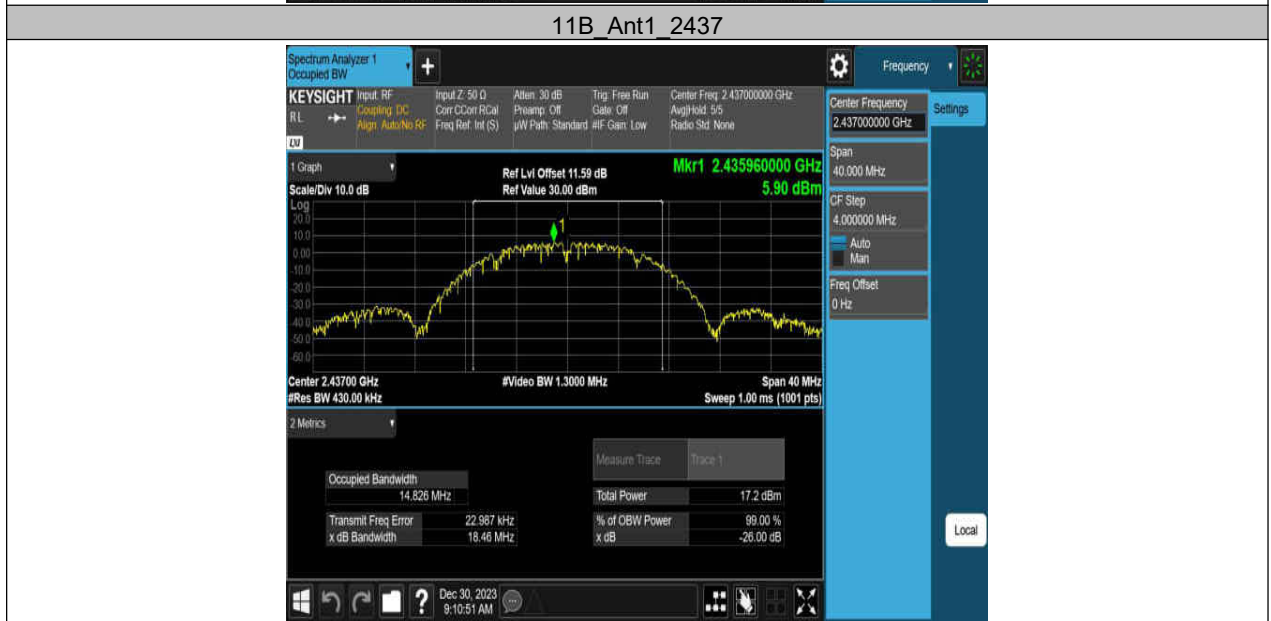 11B_Ant1_2437
Spectrum Analyzer 1
Occupied BW
+
Frequency
KEYSIGHT
RL
LXI
Input: RF
Coupling: DC
Align: Auto/No RF
Input Z: 50 Ω
Corr CCorr RCal
Freq Ref: Int (S)
Atten: 30 dB
Preamp: Off
µW Path: Standard
Trig: Free Run
Gate: Off
#IF Gain: Low
Center Freq: 2.437000000 GHz
Avg|Hold: 5/5
Radio Std: None
Center Frequency
2.437000000 GHz
Settings
Span
40.000 MHz
CF Step
4.000000 MHz
Auto
Man
Freq Offset
0 Hz
1 Graph
Scale/Div 10.0 dB
Ref Lvl Offset 11.59 dB
Ref Value 30.00 dBm
Mkr1 2.435960000 GHz
5.90 dBm
Log
20.0
10.0
0.00
-10.0
-20.0
-30.0
-40.0
-50.0
-60.0
1
Center 2.43700 GHz
#Res BW 430.00 kHz
#Video BW 1.3000 MHz
Span 40 MHz
Sweep 1.00 ms (1001 pts)
2 Metrics
Measure Trace Trace 1
Occupied Bandwidth
14.826 MHz
Total Power 17.2 dBm
Transmit Freq Error 22.987 kHz
% of OBW Power 99.00 %
x dB Bandwidth 18.46 MHz
x dB -26.00 dB
Local
?
Dec 30, 2023
9:10:51 AM